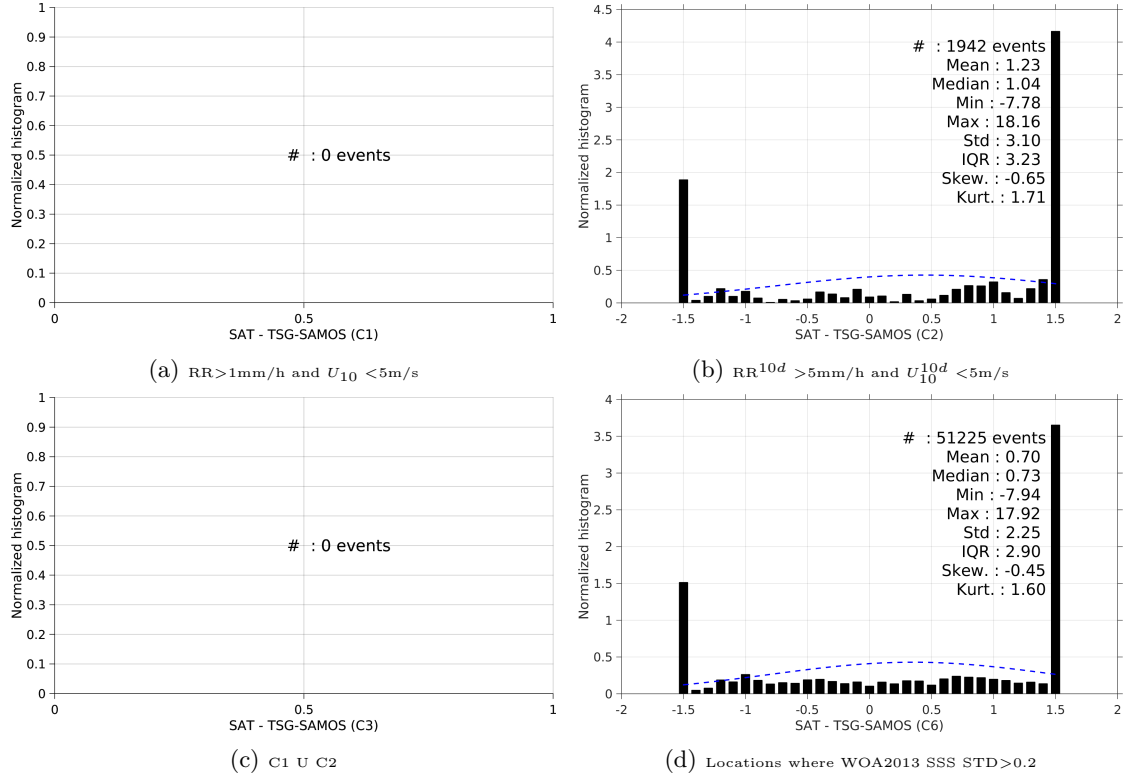 1
0.9
0.8
0.7
0.6
0.5
0.4
0.3
0.2
0.1
0
Normalized histogram
# : 0 events
0 0.5 1
SAT - TSG-SAMOS (C1)
(a) RR>1mm/h and U10 <5m/s
4.5
4
3.5
3
2.5
2
1.5
1
0.5
0
Normalized histogram
# : 1942 events
Mean : 1.23
Median : 1.04
Min : -7.78
Max : 18.16
Std : 3.10
IQR : 3.23
Skew. : -0.65
Kurt. : 1.71
-2 -1.5 -1 -0.5 0 0.5 1 1.5 2
SAT - TSG-SAMOS (C2)
(b) RR10d >5mm/h and U10d10 <5m/s
1
0.9
0.8
0.7
0.6
0.5
0.4
0.3
0.2
0.1
0
Normalized histogram
# : 0 events
0 0.5 1
SAT - TSG-SAMOS (C3)
(c) C1 U C2
4
3.5
3
2.5
2
1.5
1
0.5
0
Normalized histogram
# : 51225 events
Mean : 0.70
Median : 0.73
Min : -7.94
Max : 17.92
Std : 2.25
IQR : 2.90
Skew. : -0.45
Kurt. : 1.60
-2 -1.5 -1 -0.5 0 0.5 1 1.5 2
SAT - TSG-SAMOS (C6)
(d) Locations where WOA2013 SSS STD>0.2